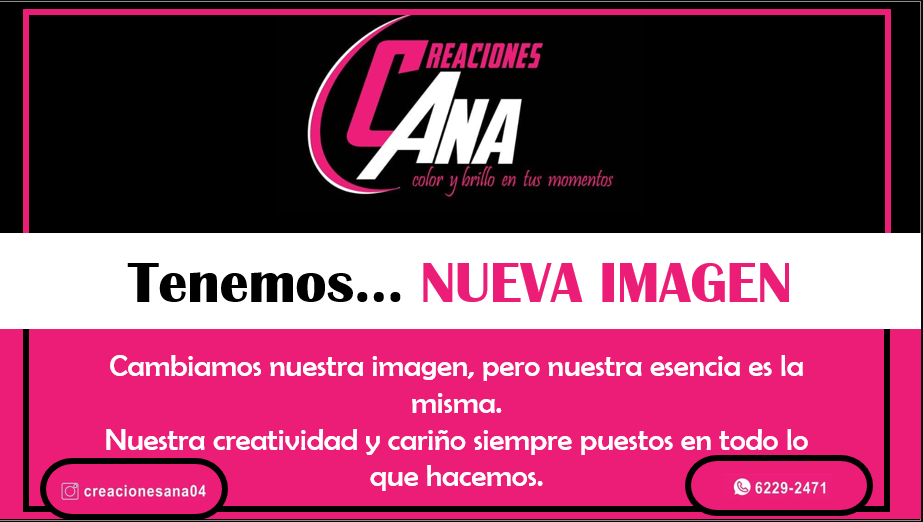 CREACIONES
ANA
color y brillo en tus momentos
Tenemos... NUEVA IMAGEN
Cambiamos nuestra imagen, pero nuestra esencia es la
misma.
Nuestra creatividad y cariño siempre puestos en todo lo
que hacemos.
creacionesana04
6229-2471